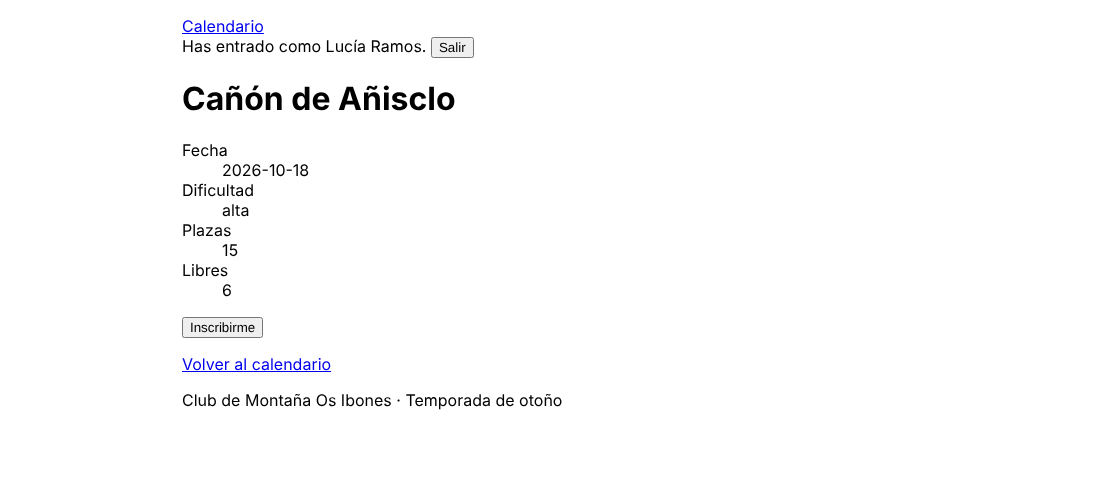 Calendario
Has entrado como Lucía Ramos. Salir
Cañón de Añisclo
Fecha
2026-10-18
Dificultad
alta
Plazas
15
Libres
6
Inscribirme
Volver al calendario
Club de Montaña Os Ibones · Temporada de otoño